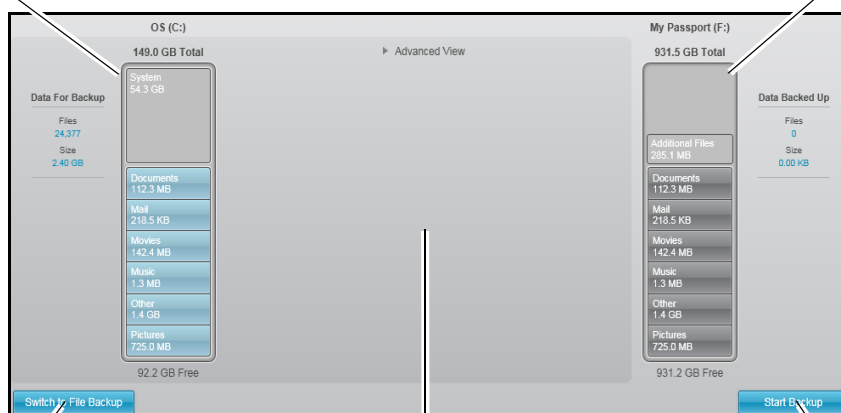 OS (C:)
149.0 GB Total
System
54.3 GB
Data For Backup
Files
24,377
Size
2.40 GB
Documents
112.3 MB
Mail
218.5 KB
Movies
142.4 MB
Music
1.3 MB
Other
1.4 GB
Pictures
725.0 MB
92.2 GB Free
Switch to File Backup
Advanced View
My Passport (F:)
931.5 GB Total
Additional Files
285.1 MB
Documents
112.3 MB
Mail
218.5 KB
Movies
142.4 MB
Music
1.3 MB
Other
1.4 GB
Pictures
725.0 MB
931.2 GB Free
Data Backed Up
Files
0
Size
0.00 KB
Start Backup